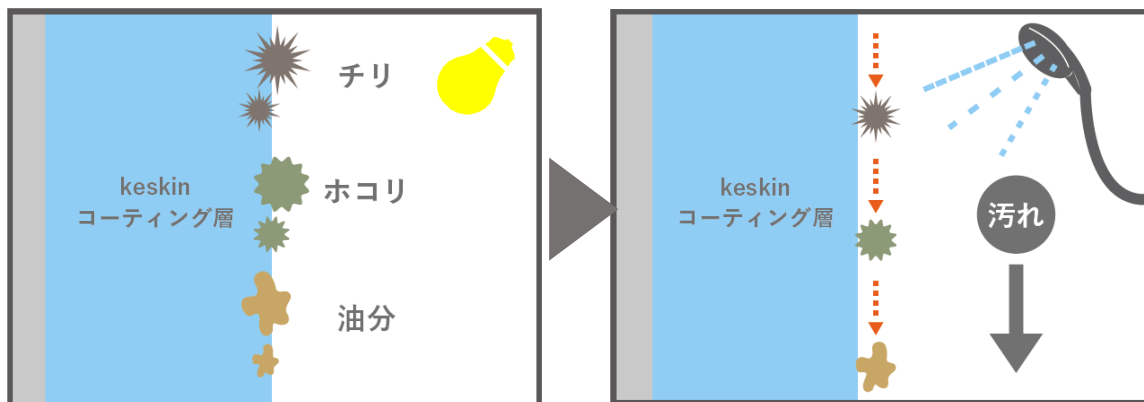 チリ
ホコリ
油分
keskin
コーティング層
keskin
コーティング層
汚れ